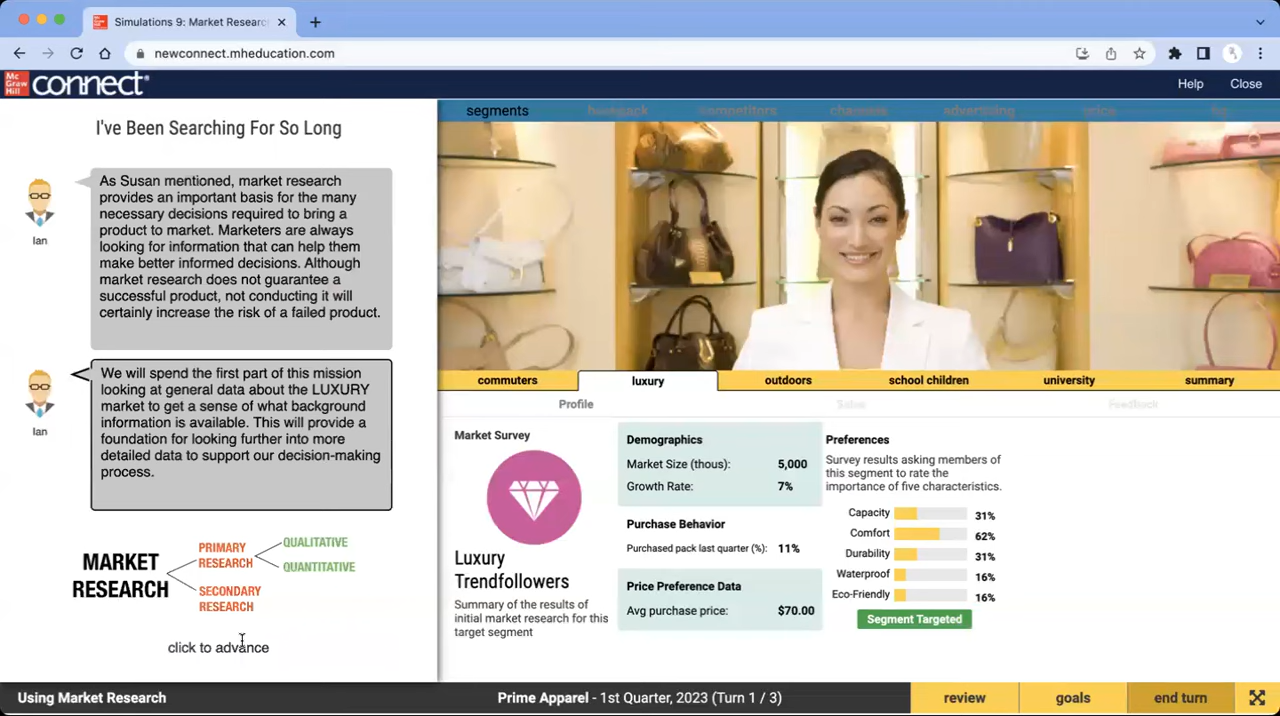 Simulations 9: Market Researc
newconnect.mheducation.com
Mc
Graw
Hill
connect
Help
Close
I've Been Searching For So Long
As Susan mentioned, market research
provides an important basis for the many
necessary decisions required to bring a
product to market. Marketers are always
looking for information that can help them
make better informed decisions. Although
market research does not guarantee a
successful product, not conducting it will
certainly increase the risk of a failed product.
Ian
We will spend the first part of this mission
looking at general data about the LUXURY
market to get a sense of what background
information is available. This will provide a
foundation for looking further into more
detailed data to support our decision-making
process.
Ian
MARKET
RESEARCH
PRIMARY
RESEARCH
QUALITATIVE
QUANTITATIVE
SECONDARY
RESEARCH
click to advance
segments
backpack
competitors
channels
advertising
price
commuters
luxury
outdoors
school children
university
summary
Profile
Feedback
Market Survey
Luxury
Trendfollowers
Summary of the results of
initial market research for this
target segment
Demographics
Market Size (thous): 5,000
Growth Rate: 7%
Purchase Behavior
Purchased pack last quarter (%): 11%
Price Preference Data
Avg purchase price: $70.00
Preferences
Survey results asking members of
this segment to rate the
importance of five characteristics.
Capacity 31%
Comfort 62%
Durability 31%
Waterproof 16%
Eco-Friendly 16%
Segment Targeted
Using Market Research
Prime Apparel - 1st Quarter, 2023 (Turn 1 / 3)
review
goals
end turn